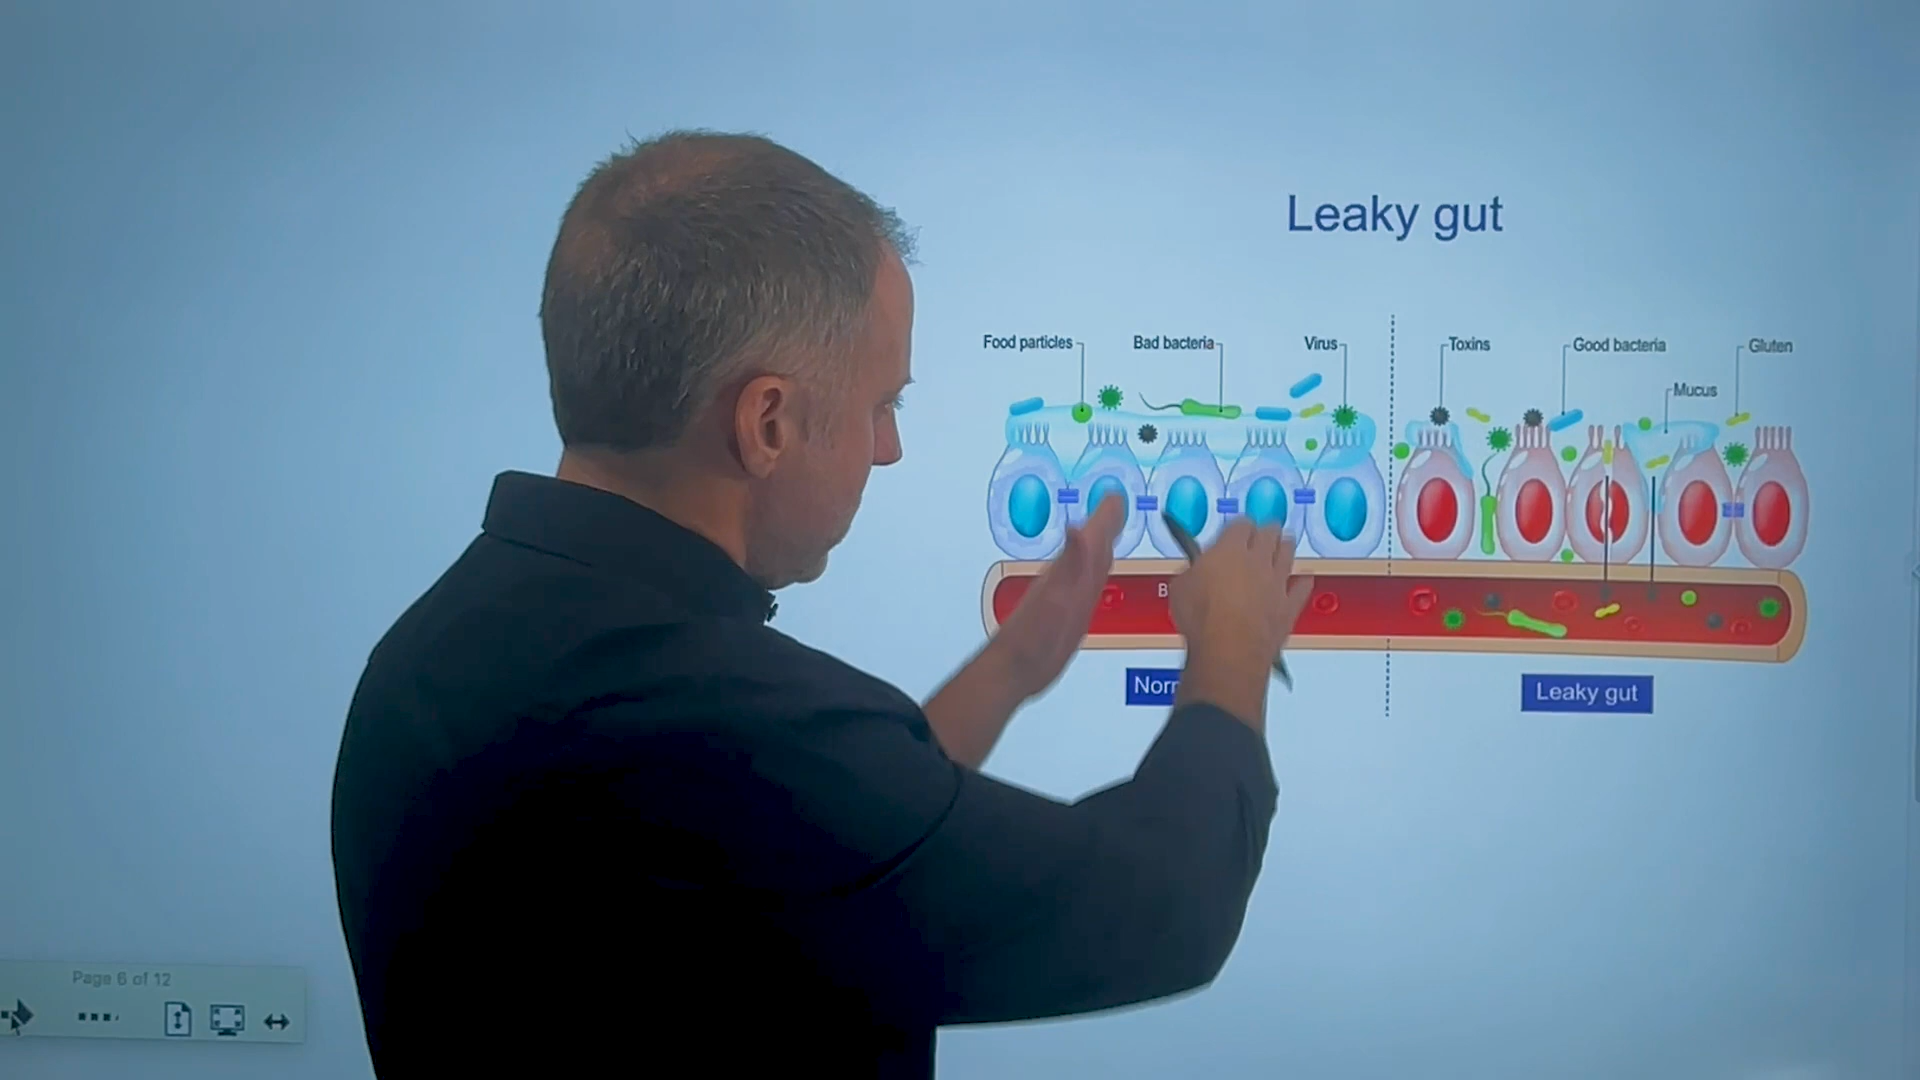 Leaky gut
Food particles
Bad bacteria
Virus
Toxins
Good bacteria
Gluten
Mucus
Leaky gut
Page 6 of 12